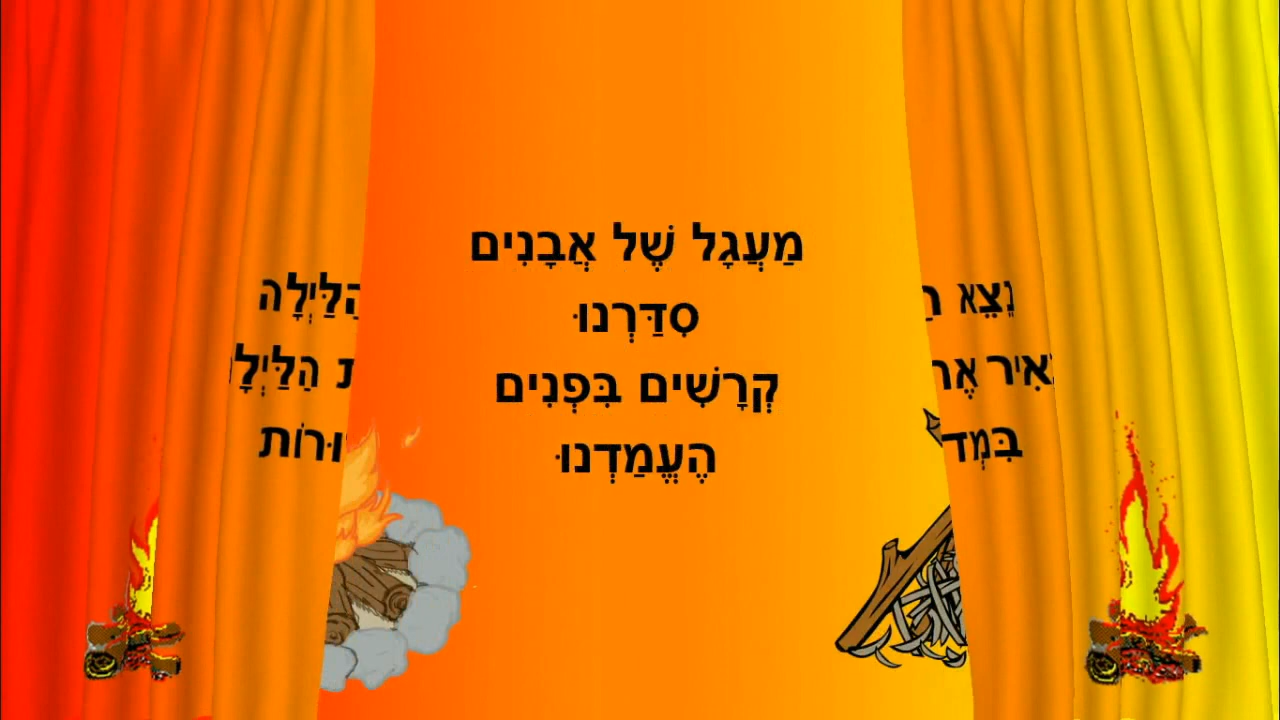 מַעֲגָל שֶׁל אֲבָנִים
סִדַּרְנוּ
קְרָשִׁים בִּפְנִים
הֶעֱמַדְנוּ
נֵצֵא
הַלַּיְלָה